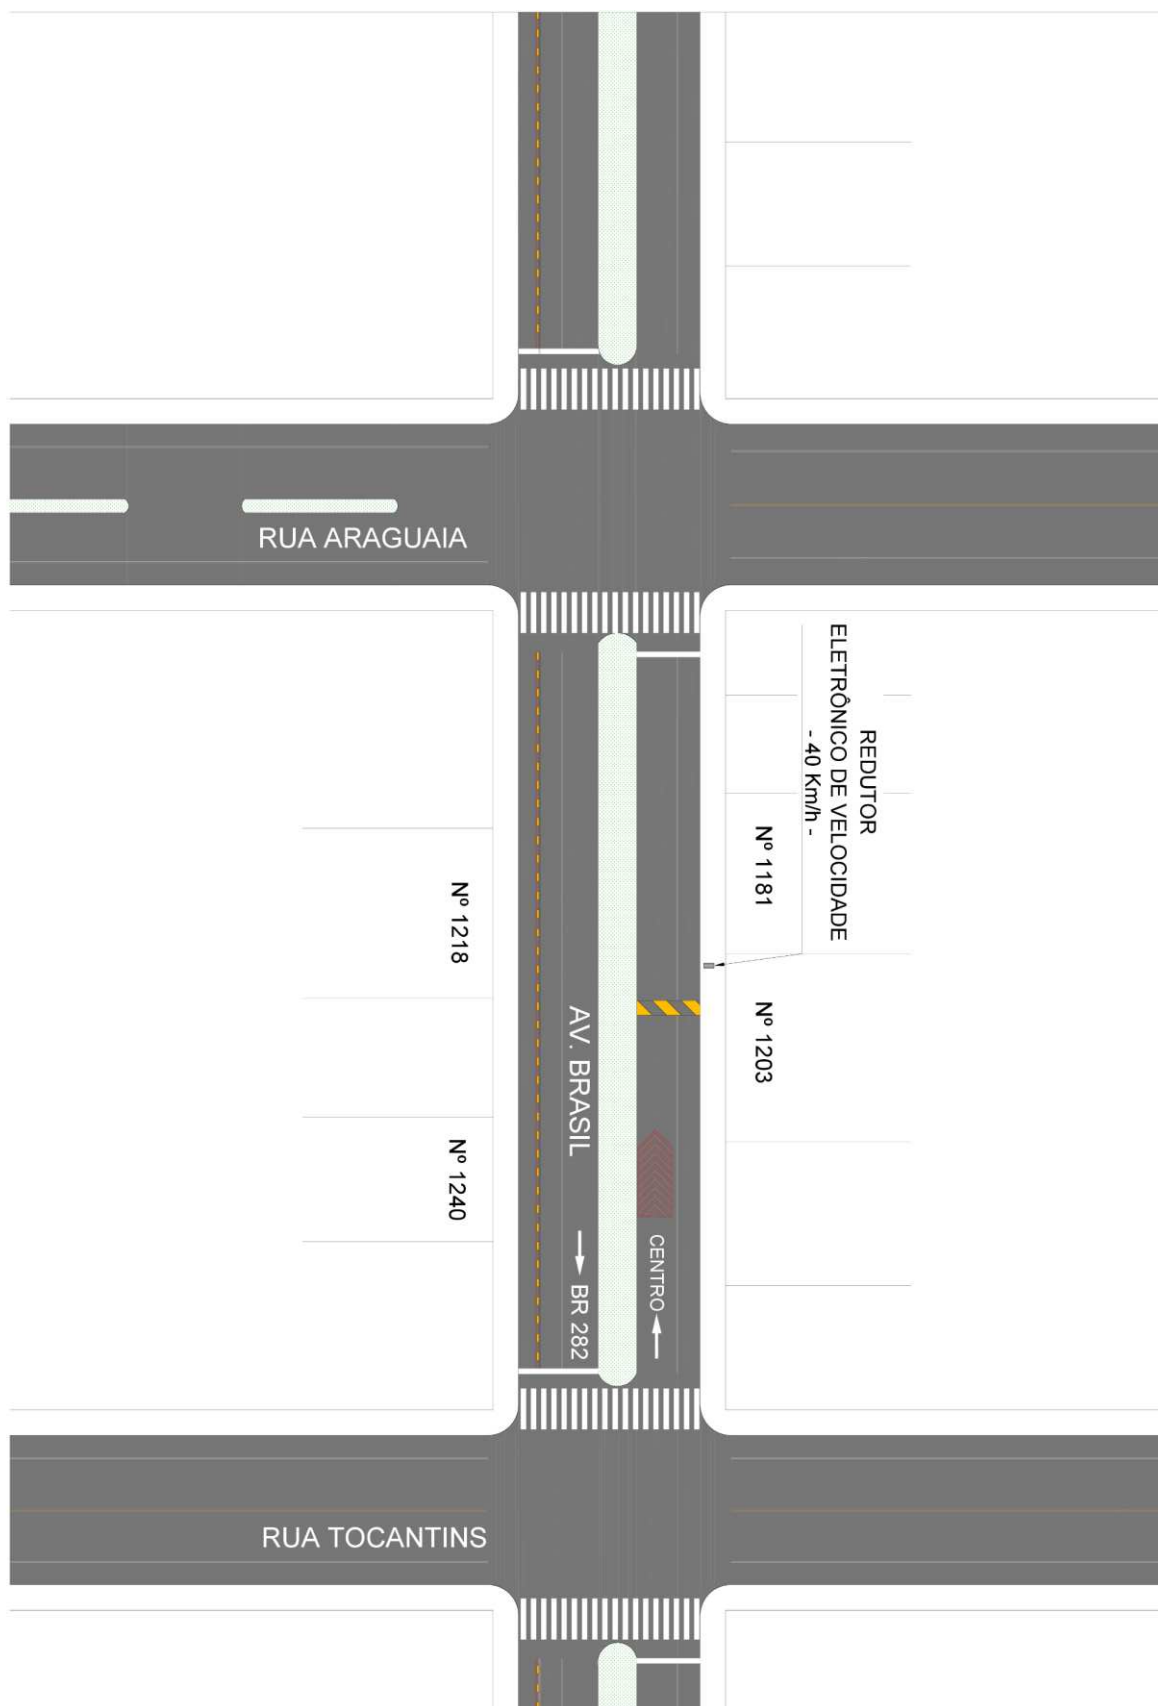 RUA ARAGUAIA
REDUTOR
ELETRÔNICO DE VELOCIDADE
- 40 Km/h -
Nº 1181
Nº 1218
Nº 1203
AV. BRASIL
Nº 1240
CENTRO
BR 282
RUA TOCANTINS